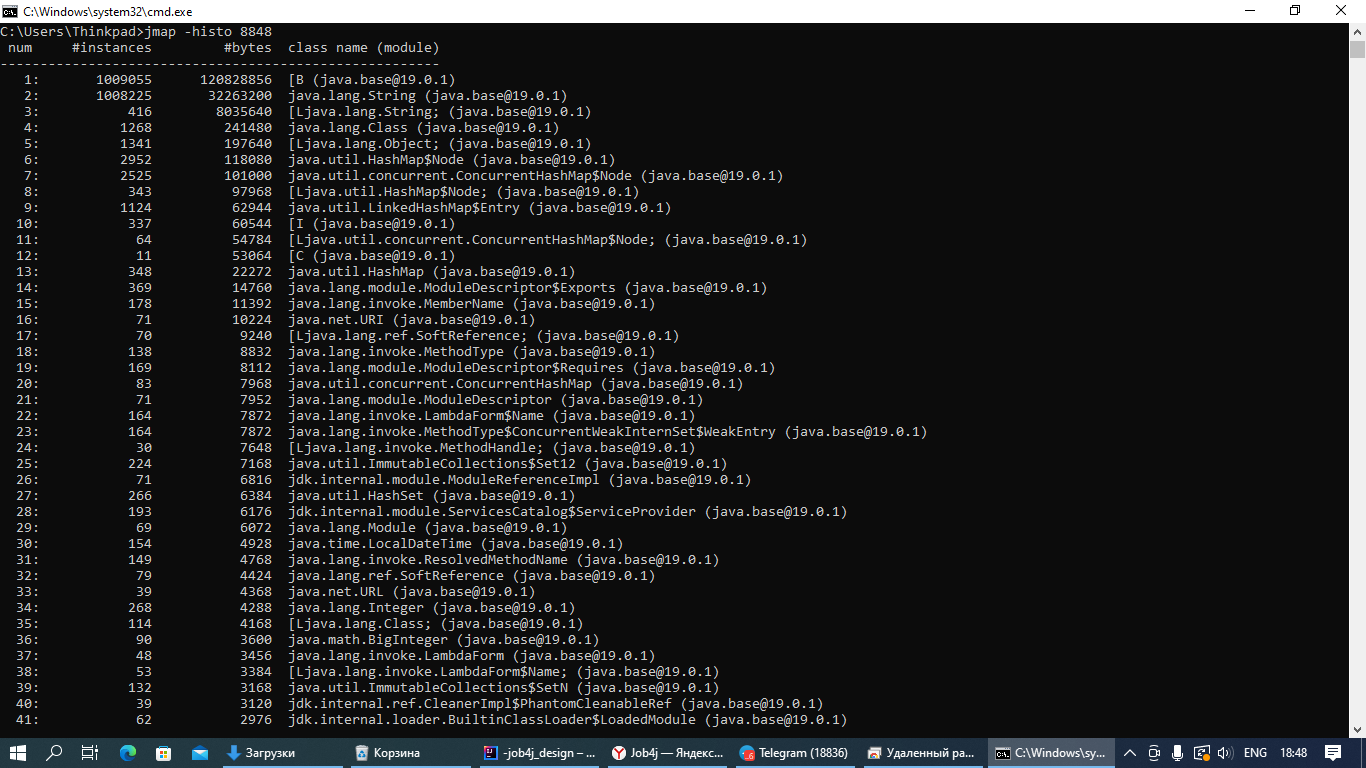 C:\Windows\system32\cmd.exe
C:\Users\Thinkpad>jmap -histo 8848
 num     #instances         #bytes  class name (module)
-------------------------------------------------------
   1:       1009055      120828856  [B (java.base@19.0.1)
   2:       1008225       32263200  java.lang.String (java.base@19.0.1)
   3:           416        8035640  [Ljava.lang.String; (java.base@19.0.1)
   4:          1268         241480  java.lang.Class (java.base@19.0.1)
   5:          1341         197640  [Ljava.lang.Object; (java.base@19.0.1)
   6:          2952         118080  java.util.HashMap$Node (java.base@19.0.1)
   7:          2525         101000  java.util.concurrent.ConcurrentHashMap$Node (java.base@19.0.1)
   8:           343          97968  [Ljava.util.HashMap$Node; (java.base@19.0.1)
   9:          1124          62944  java.util.LinkedHashMap$Entry (java.base@19.0.1)
  10:           337          60544  [I (java.base@19.0.1)
  11:            64          54784  [Ljava.util.concurrent.ConcurrentHashMap$Node; (java.base@19.0.1)
  12:            11          53064  [C (java.base@19.0.1)
  13:           348          22272  java.util.HashMap (java.base@19.0.1)
  14:           369          14760  java.lang.module.ModuleDescriptor$Exports (java.base@19.0.1)
  15:           178          11392  java.lang.invoke.MemberName (java.base@19.0.1)
  16:            71          10224  java.net.URI (java.base@19.0.1)
  17:            70           9240  [Ljava.lang.ref.SoftReference; (java.base@19.0.1)
  18:           138           8832  java.lang.invoke.MethodType (java.base@19.0.1)
  19:           169           8112  java.lang.module.ModuleDescriptor$Requires (java.base@19.0.1)
  20:            83           7968  java.util.concurrent.ConcurrentHashMap (java.base@19.0.1)
  21:            71           7952  java.lang.module.ModuleDescriptor (java.base@19.0.1)
  22:           164           7872  java.lang.invoke.LambdaForm$Name (java.base@19.0.1)
  23:           164           7872  java.lang.invoke.MethodType$ConcurrentWeakInternSet$WeakEntry (java.base@19.0.1)
  24:            30           7648  [Ljava.lang.invoke.MethodHandle; (java.base@19.0.1)
  25:           224           7168  java.util.ImmutableCollections$Set12 (java.base@19.0.1)
  26:            71           6816  jdk.internal.module.ModuleReferenceImpl (java.base@19.0.1)
  27:           266           6384  java.util.HashSet (java.base@19.0.1)
  28:           193           6176  jdk.internal.module.ServicesCatalog$ServiceProvider (java.base@19.0.1)
  29:            69           6072  java.lang.Module (java.base@19.0.1)
  30:           154           4928  java.time.LocalDateTime (java.base@19.0.1)
  31:           149           4768  java.lang.invoke.ResolvedMethodName (java.base@19.0.1)
  32:            79           4424  java.lang.ref.SoftReference (java.base@19.0.1)
  33:            39           4368  java.net.URL (java.base@19.0.1)
  34:           268           4288  java.lang.Integer (java.base@19.0.1)
  35:           114           4168  [Ljava.lang.Class; (java.base@19.0.1)
  36:            90           3600  java.math.BigInteger (java.base@19.0.1)
  37:            48           3456  java.lang.invoke.LambdaForm (java.base@19.0.1)
  38:            53           3384  [Ljava.lang.invoke.LambdaForm$Name; (java.base@19.0.1)
  39:           132           3168  java.util.ImmutableCollections$SetN (java.base@19.0.1)
  40:            39           3120  jdk.internal.ref.CleanerImpl$PhantomCleanableRef (java.base@19.0.1)
  41:            62           2976  jdk.internal.loader.BuiltinClassLoader$LoadedModule (java.base@19.0.1)
Загрузки Корзина -job4j_design – ... Job4j — Яндекс... Telegram (18836) Удаленный ра... C:\Windows\sy... ENG 18:48